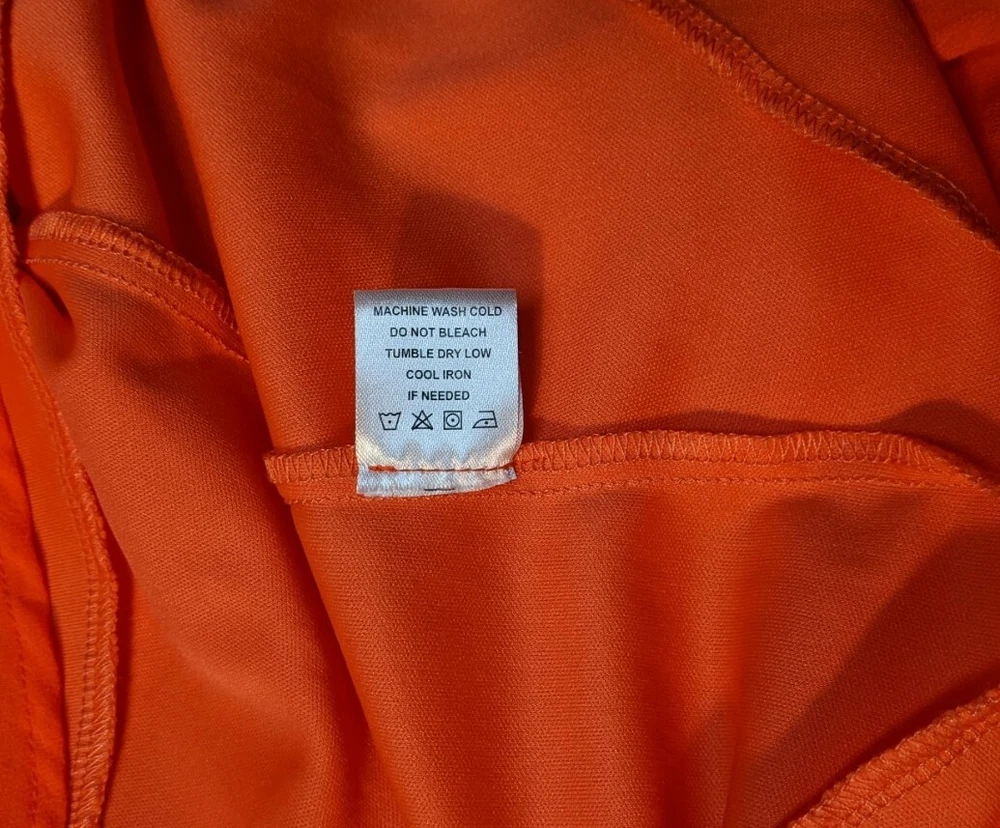 MACHINE WASH COLD
DO NOT BLEACH
TUMBLE DRY LOW
COOL IRON
IF NEEDED